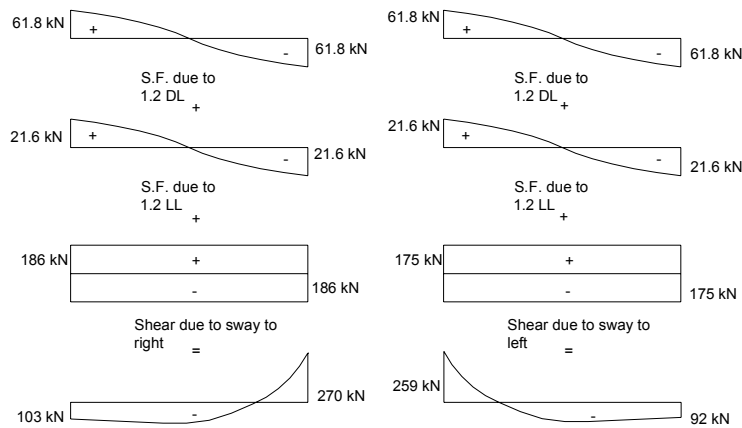 61.8 kN
+
-
61.8 kN
S.F. due to
1.2 DL
+
21.6 kN
+
-
21.6 kN
S.F. due to
1.2 LL
+
186 kN
+
-
186 kN
Shear due to sway to
right
=
103 kN
-
270 kN
61.8 kN
+
-
61.8 kN
S.F. due to
1.2 DL
+
21.6 kN
+
-
21.6 kN
S.F. due to
1.2 LL
+
175 kN
+
-
175 kN
Shear due to sway to
left
=
259 kN
-
92 kN